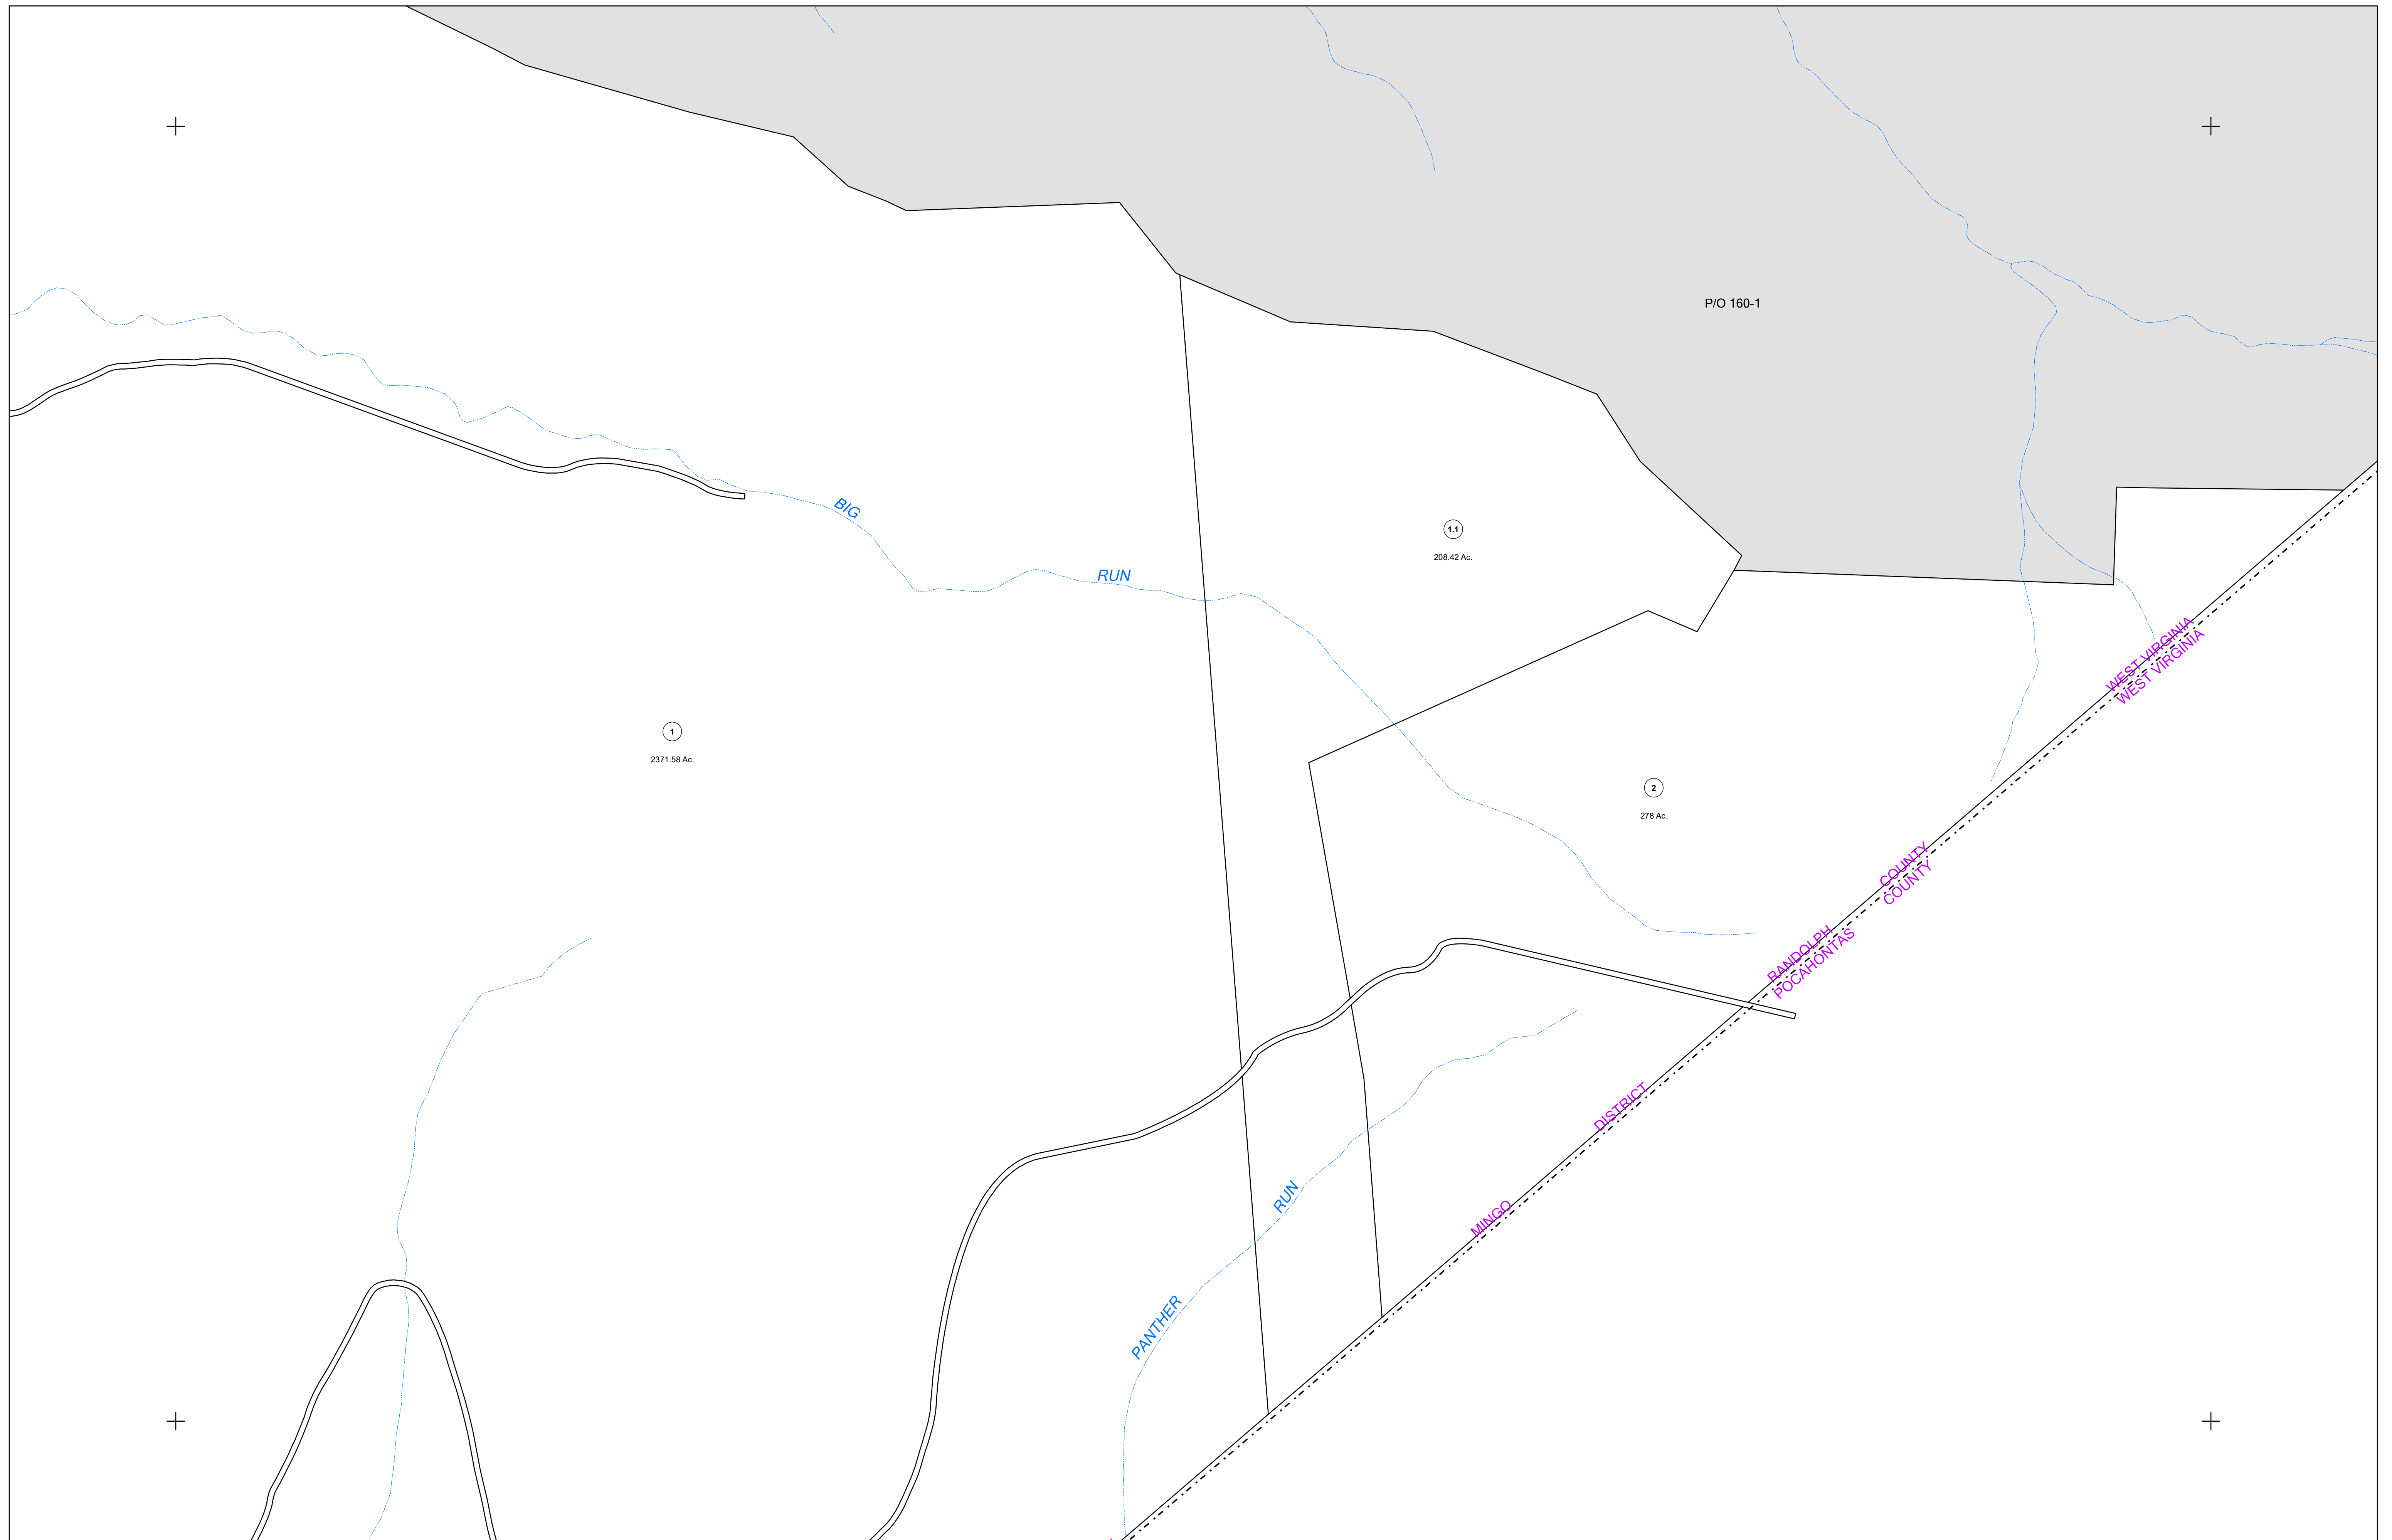 P/O 160-1
BIG
RUN
1.1
208.42 Ac.
1
2371.58 Ac.
2
278 Ac.
WEST VIRGINIA
WEST VIRGINIA
COUNTY
COUNTY
RANDOLPH
POCAHONTAS
DISTRICT
MINGO
RUN
PANTHER